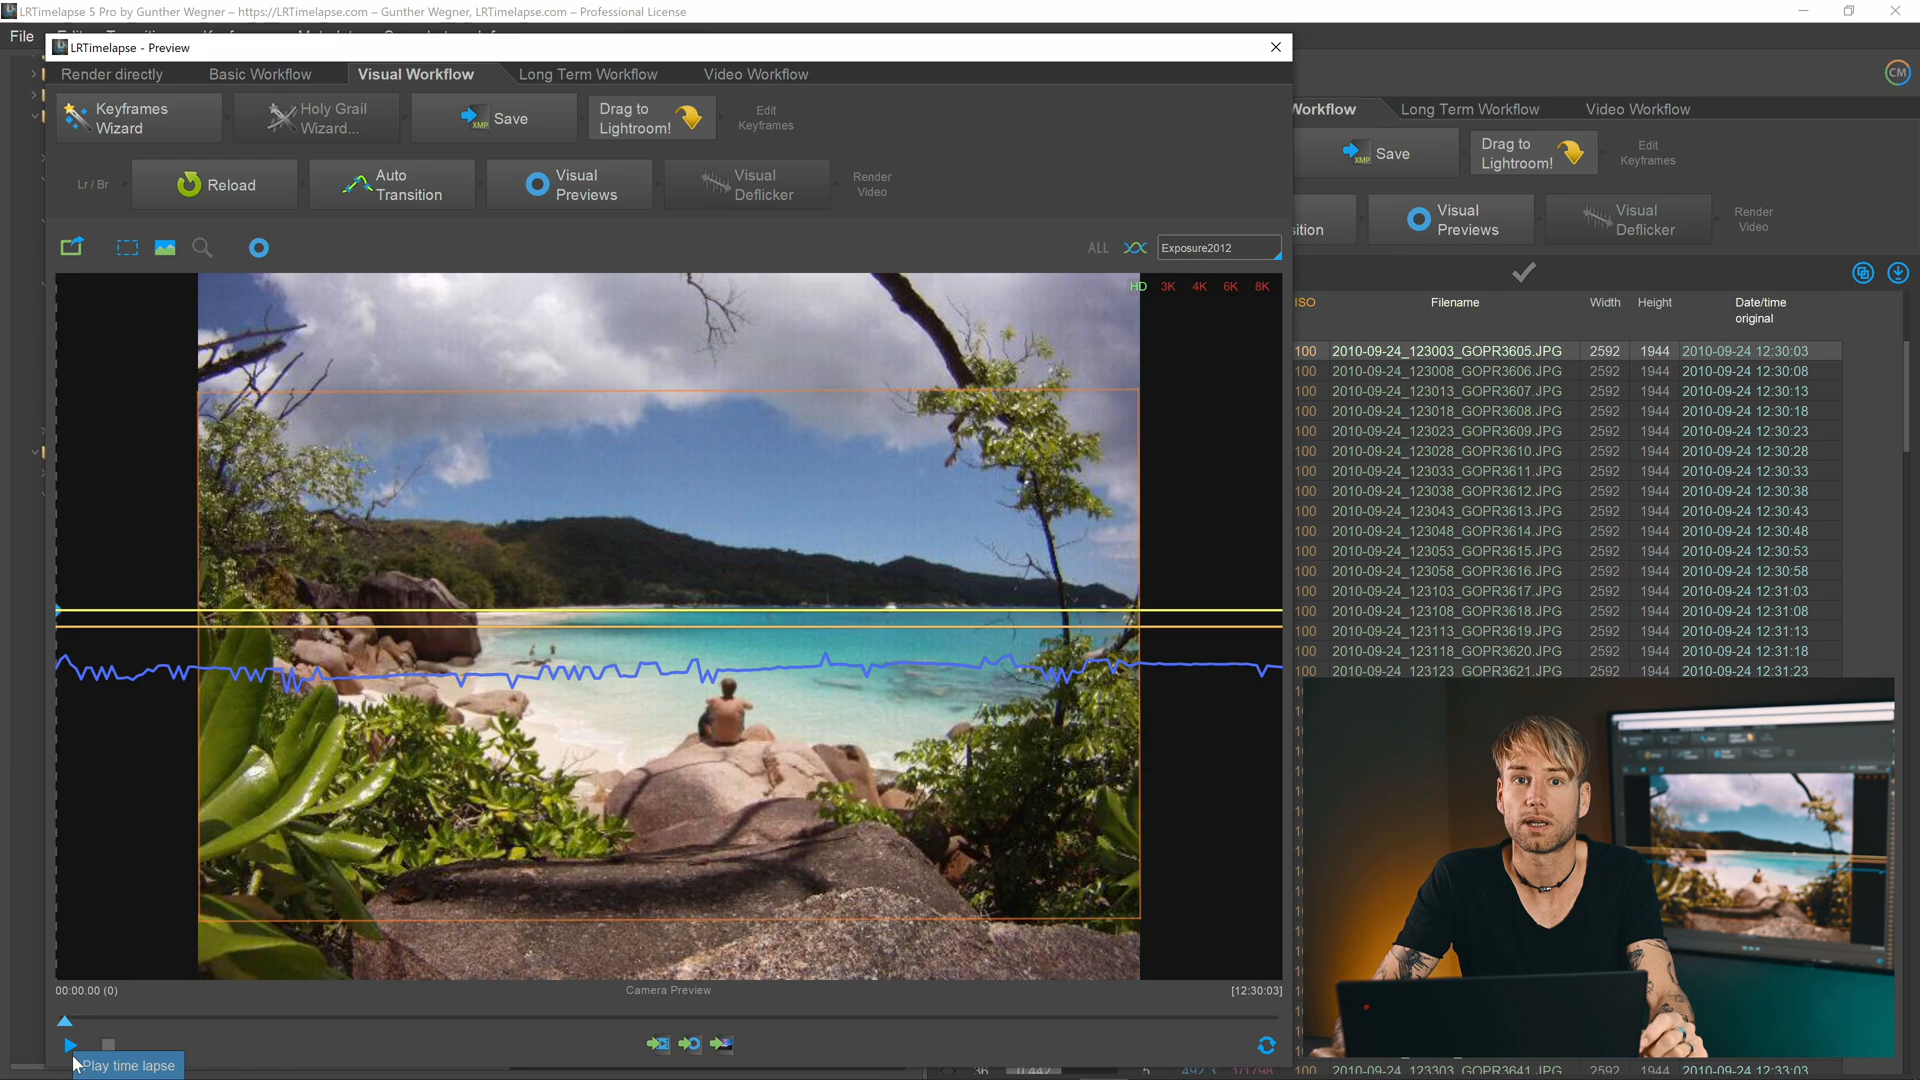 LRTimelapse 5 Pro by Gunther Wegner – https://LRTimelapse.com – Gunther Wegner, LRTimelapse.com – Professional License
File
LRTimelapse - Preview
Render directly
Basic Workflow
Visual Workflow
Long Term Workflow
Video Workflow
Keyframes
Wizard
Holy Grail
Wizard...
Save
Drag to
Lightroom!
Edit
Keyframes
Lr / Br
Reload
Auto
Transition
Visual
Previews
Visual
Deflicker
Render
Video
ALL
Exposure2012
HD 3K 4K 6K 8K
00:00.00 (0)
Camera Preview
[12:30:03]
Play time lapse
CM
Workflow
Long Term Workflow
Video Workflow
Save
Drag to
Lightroom!
Edit
Keyframes
sition
Visual
Previews
Visual
Deflicker
Render
Video
ISO Filename Width Height Date/time
original
100 2010-09-24_123003_GOPR3605.JPG 2592 1944 2010-09-24 12:30:03
100 2010-09-24_123008_GOPR3606.JPG 2592 1944 2010-09-24 12:30:08
100 2010-09-24_123013_GOPR3607.JPG 2592 1944 2010-09-24 12:30:13
100 2010-09-24_123018_GOPR3608.JPG 2592 1944 2010-09-24 12:30:18
100 2010-09-24_123023_GOPR3609.JPG 2592 1944 2010-09-24 12:30:23
100 2010-09-24_123028_GOPR3610.JPG 2592 1944 2010-09-24 12:30:28
100 2010-09-24_123033_GOPR3611.JPG 2592 1944 2010-09-24 12:30:33
100 2010-09-24_123038_GOPR3612.JPG 2592 1944 2010-09-24 12:30:38
100 2010-09-24_123043_GOPR3613.JPG 2592 1944 2010-09-24 12:30:43
100 2010-09-24_123048_GOPR3614.JPG 2592 1944 2010-09-24 12:30:48
100 2010-09-24_123053_GOPR3615.JPG 2592 1944 2010-09-24 12:30:53
100 2010-09-24_123058_GOPR3616.JPG 2592 1944 2010-09-24 12:30:58
100 2010-09-24_123103_GOPR3617.JPG 2592 1944 2010-09-24 12:31:03
100 2010-09-24_123108_GOPR3618.JPG 2592 1944 2010-09-24 12:31:08
100 2010-09-24_123113_GOPR3619.JPG 2592 1944 2010-09-24 12:31:13
100 2010-09-24_123118_GOPR3620.JPG 2592 1944 2010-09-24 12:31:18
100 2010-09-24_123123_GOPR3621.JPG 2592 1944 2010-09-24 12:31:23
36 0.442 5 492.3 1/1798 100 2010-09-24_123303_GOPR3641.JPG 2592 1944 2010-09-24 12:33:03